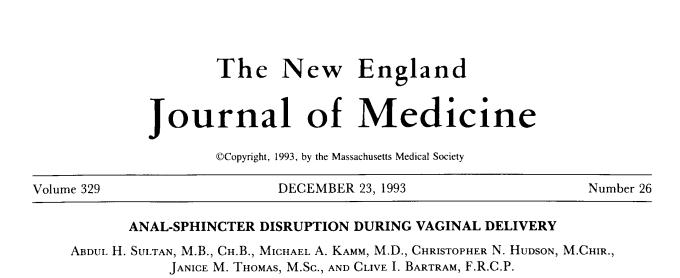 The New England
Journal of Medicine
©Copyright, 1993, by the Massachusetts Medical Society
Volume 329 DECEMBER 23, 1993 Number 26
ANAL-SPHINCTER DISRUPTION DURING VAGINAL DELIVERY
ABDUL H. SULTAN, M.B., CH.B., MICHAEL A. KAMM, M.D., CHRISTOPHER N. HUDSON, M.CHIR.,
JANICE M. THOMAS, M.SC., AND CLIVE I. BARTRAM, F.R.C.P.